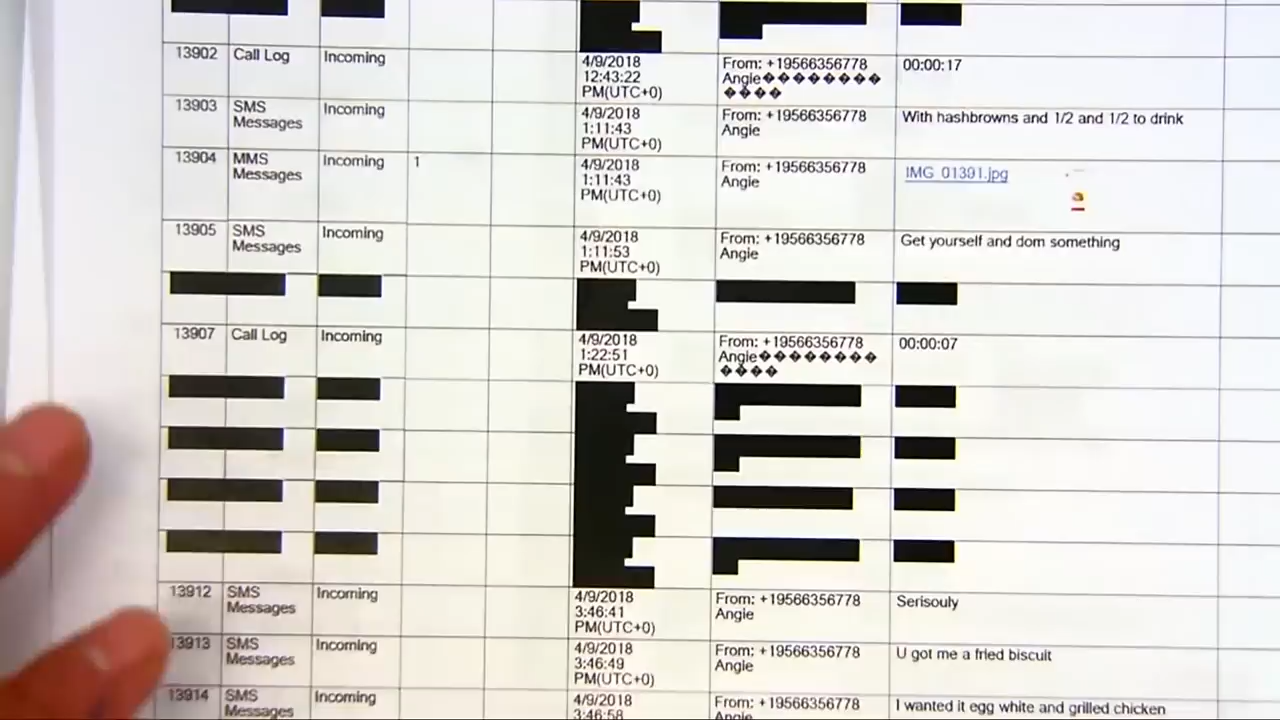 13902 Call Log Incoming 4/9/2018 From: +19566356778 00:00:17
12:43:22 Angie��������
PM(UTC+0) ����
13903 SMS Incoming 4/9/2018 From: +19566356778 With hashbrowns and 1/2 and 1/2 to drink
Messages 1:11:43 Angie
PM(UTC+0)
13904 MMS Incoming 1 4/9/2018 From: +19566356778 IMG_01391.jpg
Messages 1:11:43 Angie
PM(UTC+0)
13905 SMS Incoming 4/9/2018 From: +19566356778 Get yourself and dom something
Messages 1:11:53 Angie
PM(UTC+0)
13907 Call Log Incoming 4/9/2018 From: +19566356778 00:00:07
1:22:51 Angie��������
PM(UTC+0) ����
13912 SMS Incoming 4/9/2018 From: +19566356778 Serisouly
Messages 3:46:41 Angie
PM(UTC+0)
13913 SMS Incoming 4/9/2018 From: +19566356778 U got me a fried biscuit
Messages 3:46:49 Angie
PM(UTC+0)
13914 SMS Incoming 4/9/2018 From: +19566356778 I wanted it egg white and grilled chicken
Messages 3:46:58 Angie